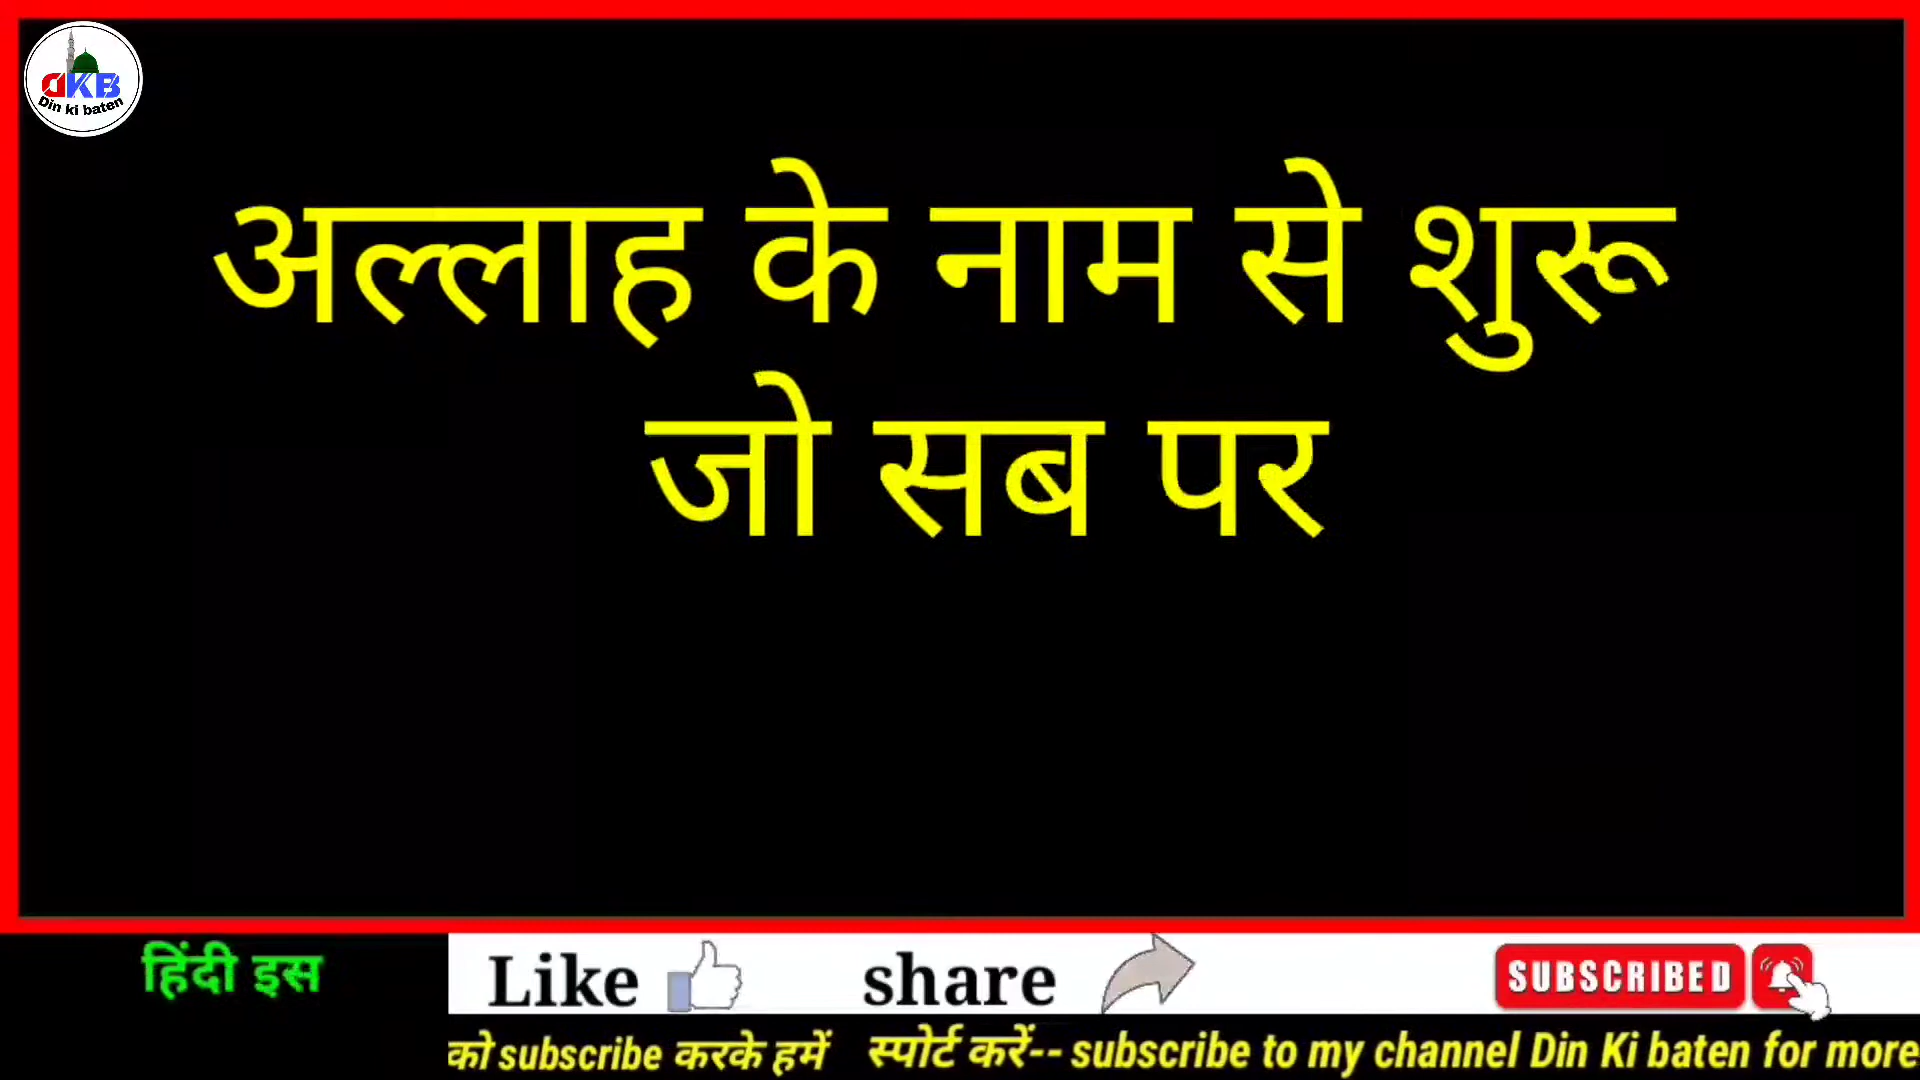 DKB
Din ki baten
अल्लाह के नाम से शुरू
जो सब पर
हिंदी इस
Like share SUBSCRIBED
को subscribe करके हमें स्पोर्ट करें-- subscribe to my channel Din Ki baten for more